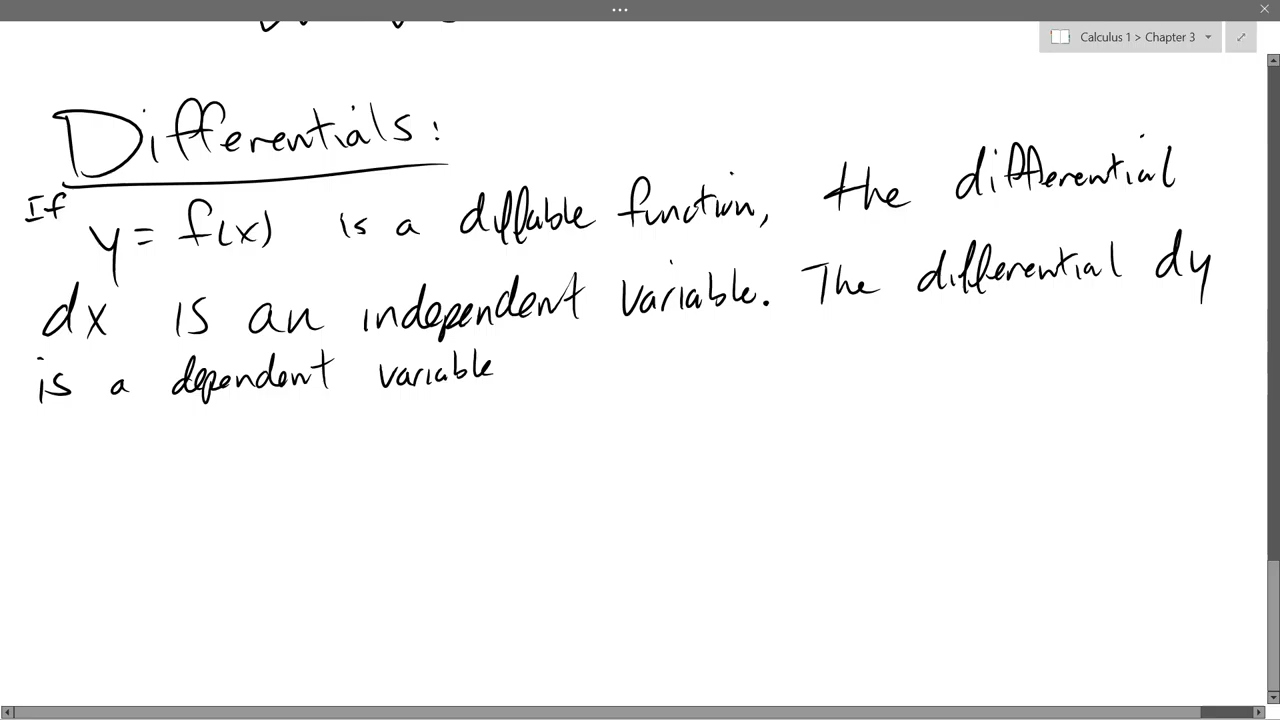 Calculus 1 > Chapter 3
Differentials:
If y = f(x) is a diffable function, the differential
dx is an independent variable. The differential dy
is a dependent variable